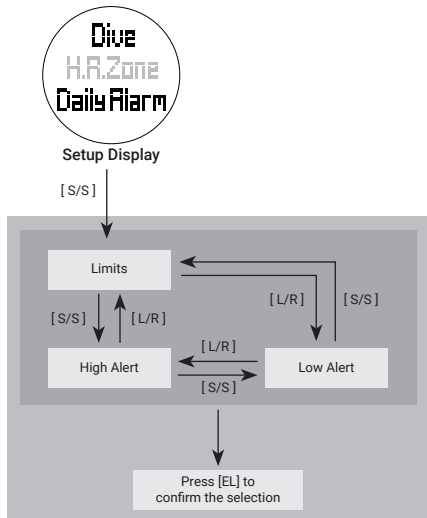 Dive
H.R.Zone
Daily Alarm
Setup Display
[ S/S ]
Limits
[ S/S ]
[ L/R ]
[ L/R ]
[ S/S ]
High Alert
[ L/R ]
[ S/S ]
Low Alert
Press [EL] to
confirm the selection